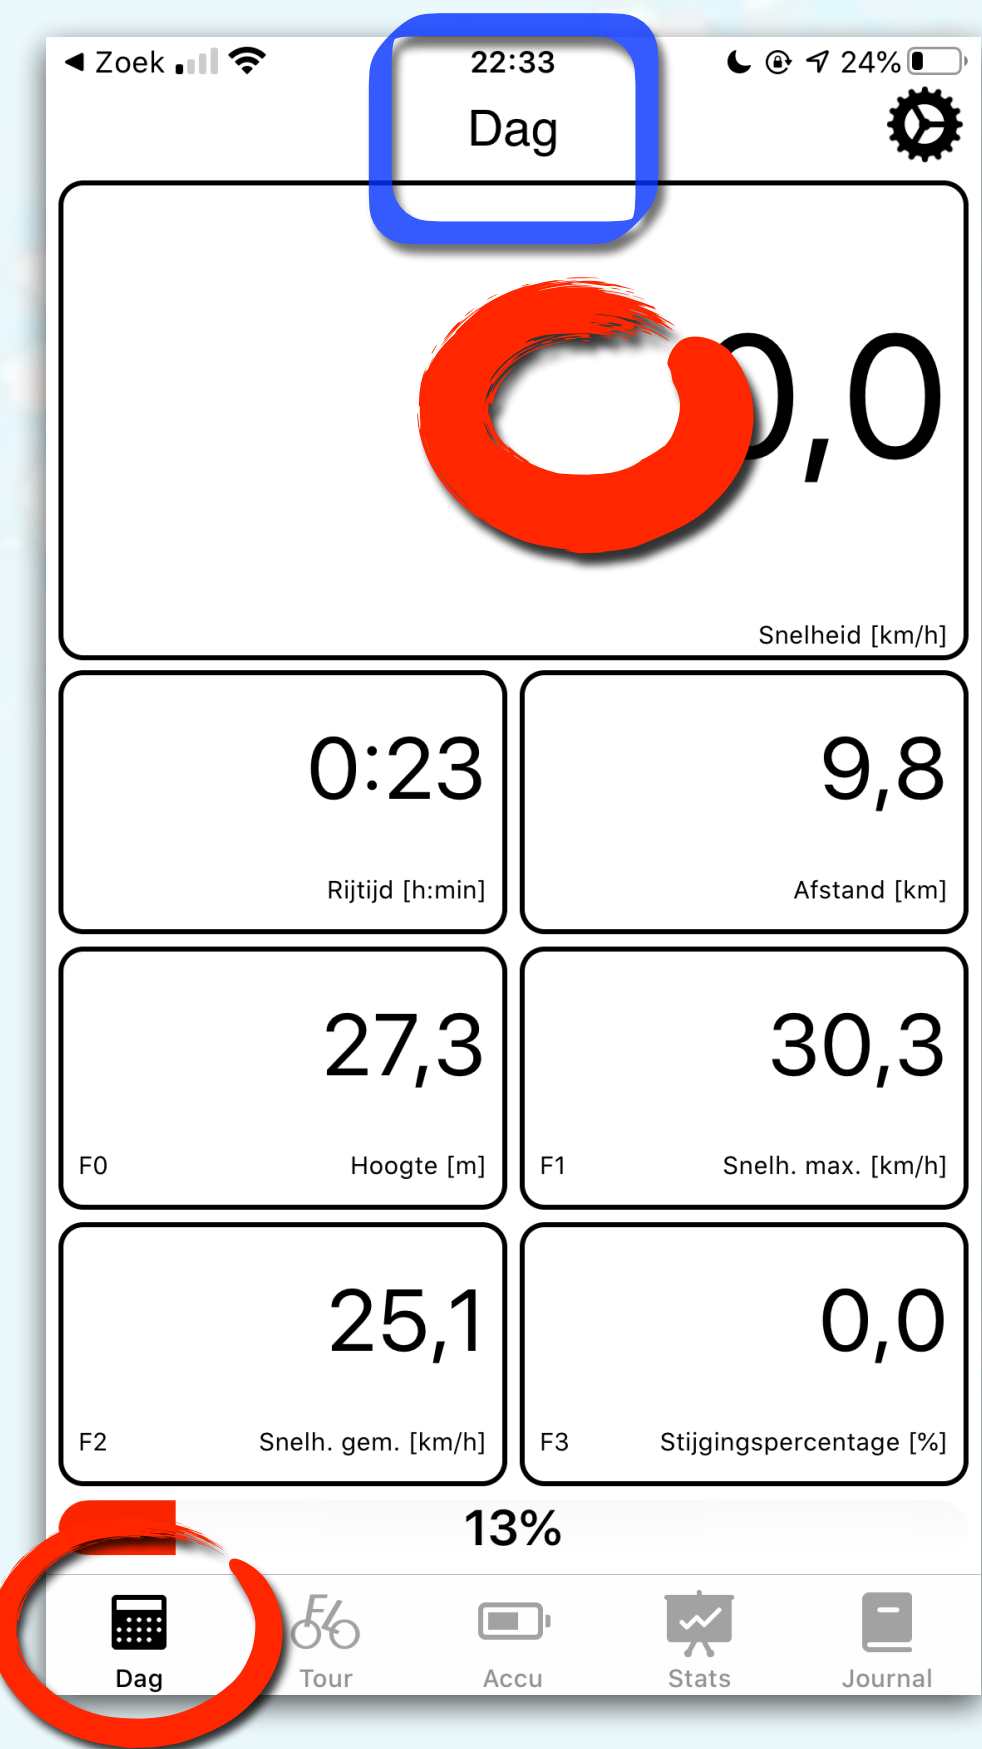 ◀ Zoek 22:33 24%
Dag
0,0
Snelheid [km/h]
0:23
Rijtijd [h:min]
9,8
Afstand [km]
27,3
F0 Hoogte [m]
30,3
F1 Snelh. max. [km/h]
25,1
F2 Snelh. gem. [km/h]
0,0
F3 Stijgingspercentage [%]
13%
Dag Tour Accu Stats Journal